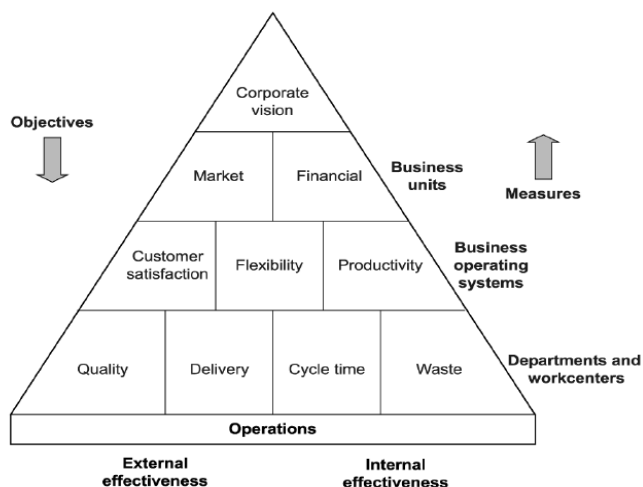 Corporate
vision
Objectives
Market
Financial
Business
units
Measures
Customer
satisfaction
Flexibility
Productivity
Business
operating
systems
Quality
Delivery
Cycle time
Waste
Departments and
workcenters
Operations
External
effectiveness
Internal
effectiveness